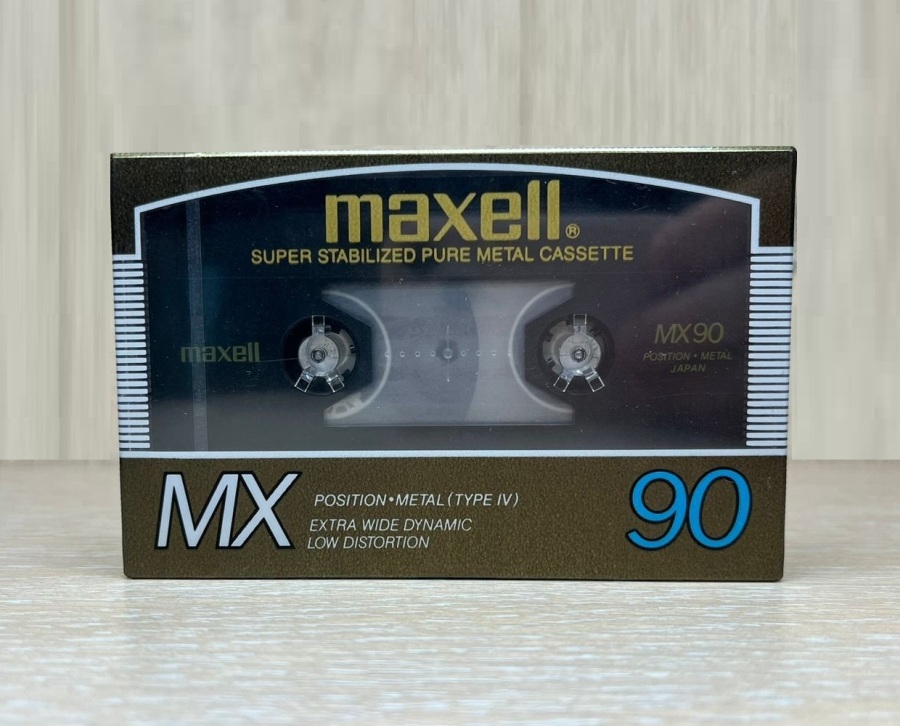 maxell®
SUPER STABILIZED PURE METAL CASSETTE
maxell
MX90
POSITION • METAL
JAPAN
MX
POSITION•METAL (TYPE IV)
EXTRA WIDE DYNAMIC
LOW DISTORTION
90